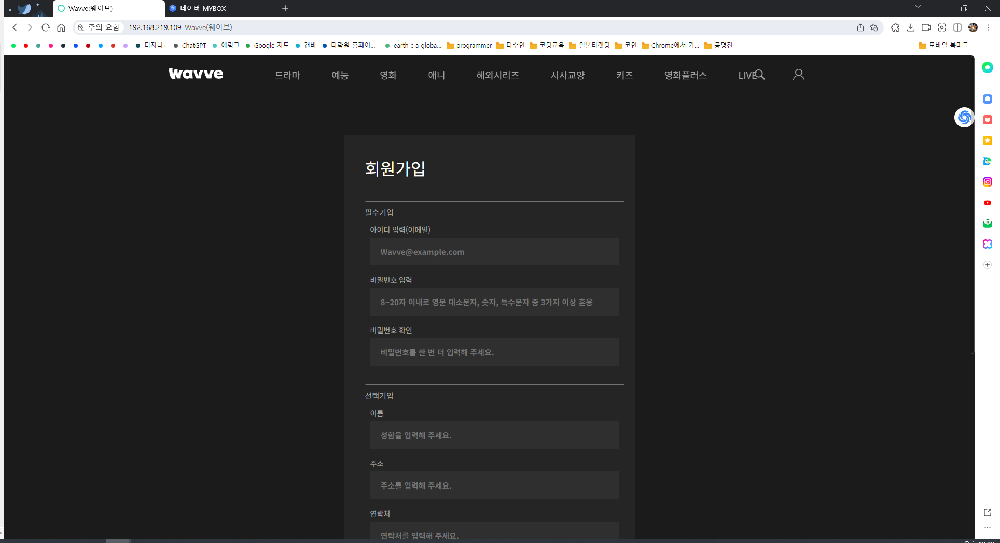 Wavve(웨이브)
네이버 MYBOX
주의 요함 192.168.219.109 Wavve(웨이브)
디지니+ ChatGPT 애링크 Google 지도 캔바 다락원 홈페이... earth :: a globa... programmer 다수인 코딩교육 일본티켓팅 코인 Chrome에서 가... 공명전 모바일 북마크
wavve 드라마 예능 영화 애니 해외시리즈 시사교양 키즈 영화플러스 LIVE
회원가입
필수기입
아이디 입력(이메일)
Wavve@example.com
비밀번호 입력
8~20자 이내로 영문 대소문자, 숫자, 특수문자 중 3가지 이상 혼용
비밀번호 확인
비밀번호를 한 번 더 입력해 주세요.
선택기입
이름
성함을 입력해 주세요.
주소
주소를 입력해 주세요.
연락처
연락처를 입력해 주세요.